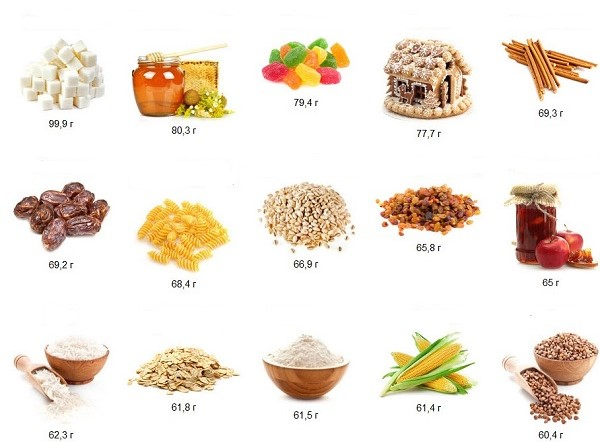 99,9 г
80,3 г
79,4 г
77,7 г
69,3 г
69,2 г
68,4 г
66,9 г
65,8 г
65 г
62,3 г
61,8 г
61,5 г
61,4 г
60,4 г